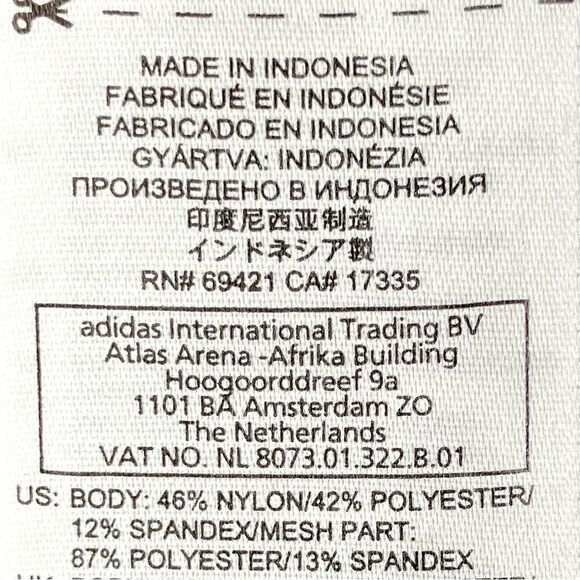 MADE IN INDONESIA
FABRIQUÉ EN INDONÉSIE
FABRICADO EN INDONESIA
GYÁRTVA: INDONÉZIA
ПРОИЗВЕДЕНО В ИНДОНЕЗИЯ
印度尼西亚制造
インドネシア製
RN# 69421 CA# 17335
adidas International Trading BV
Atlas Arena -Afrika Building
Hoogoorddreef 9a
1101 BA Amsterdam ZO
The Netherlands
VAT NO. NL 8073.01.322.B.01
US: BODY: 46% NYLON/42% POLYESTER/
12% SPANDEX/MESH PART:
87% POLYESTER/13% SPANDEX